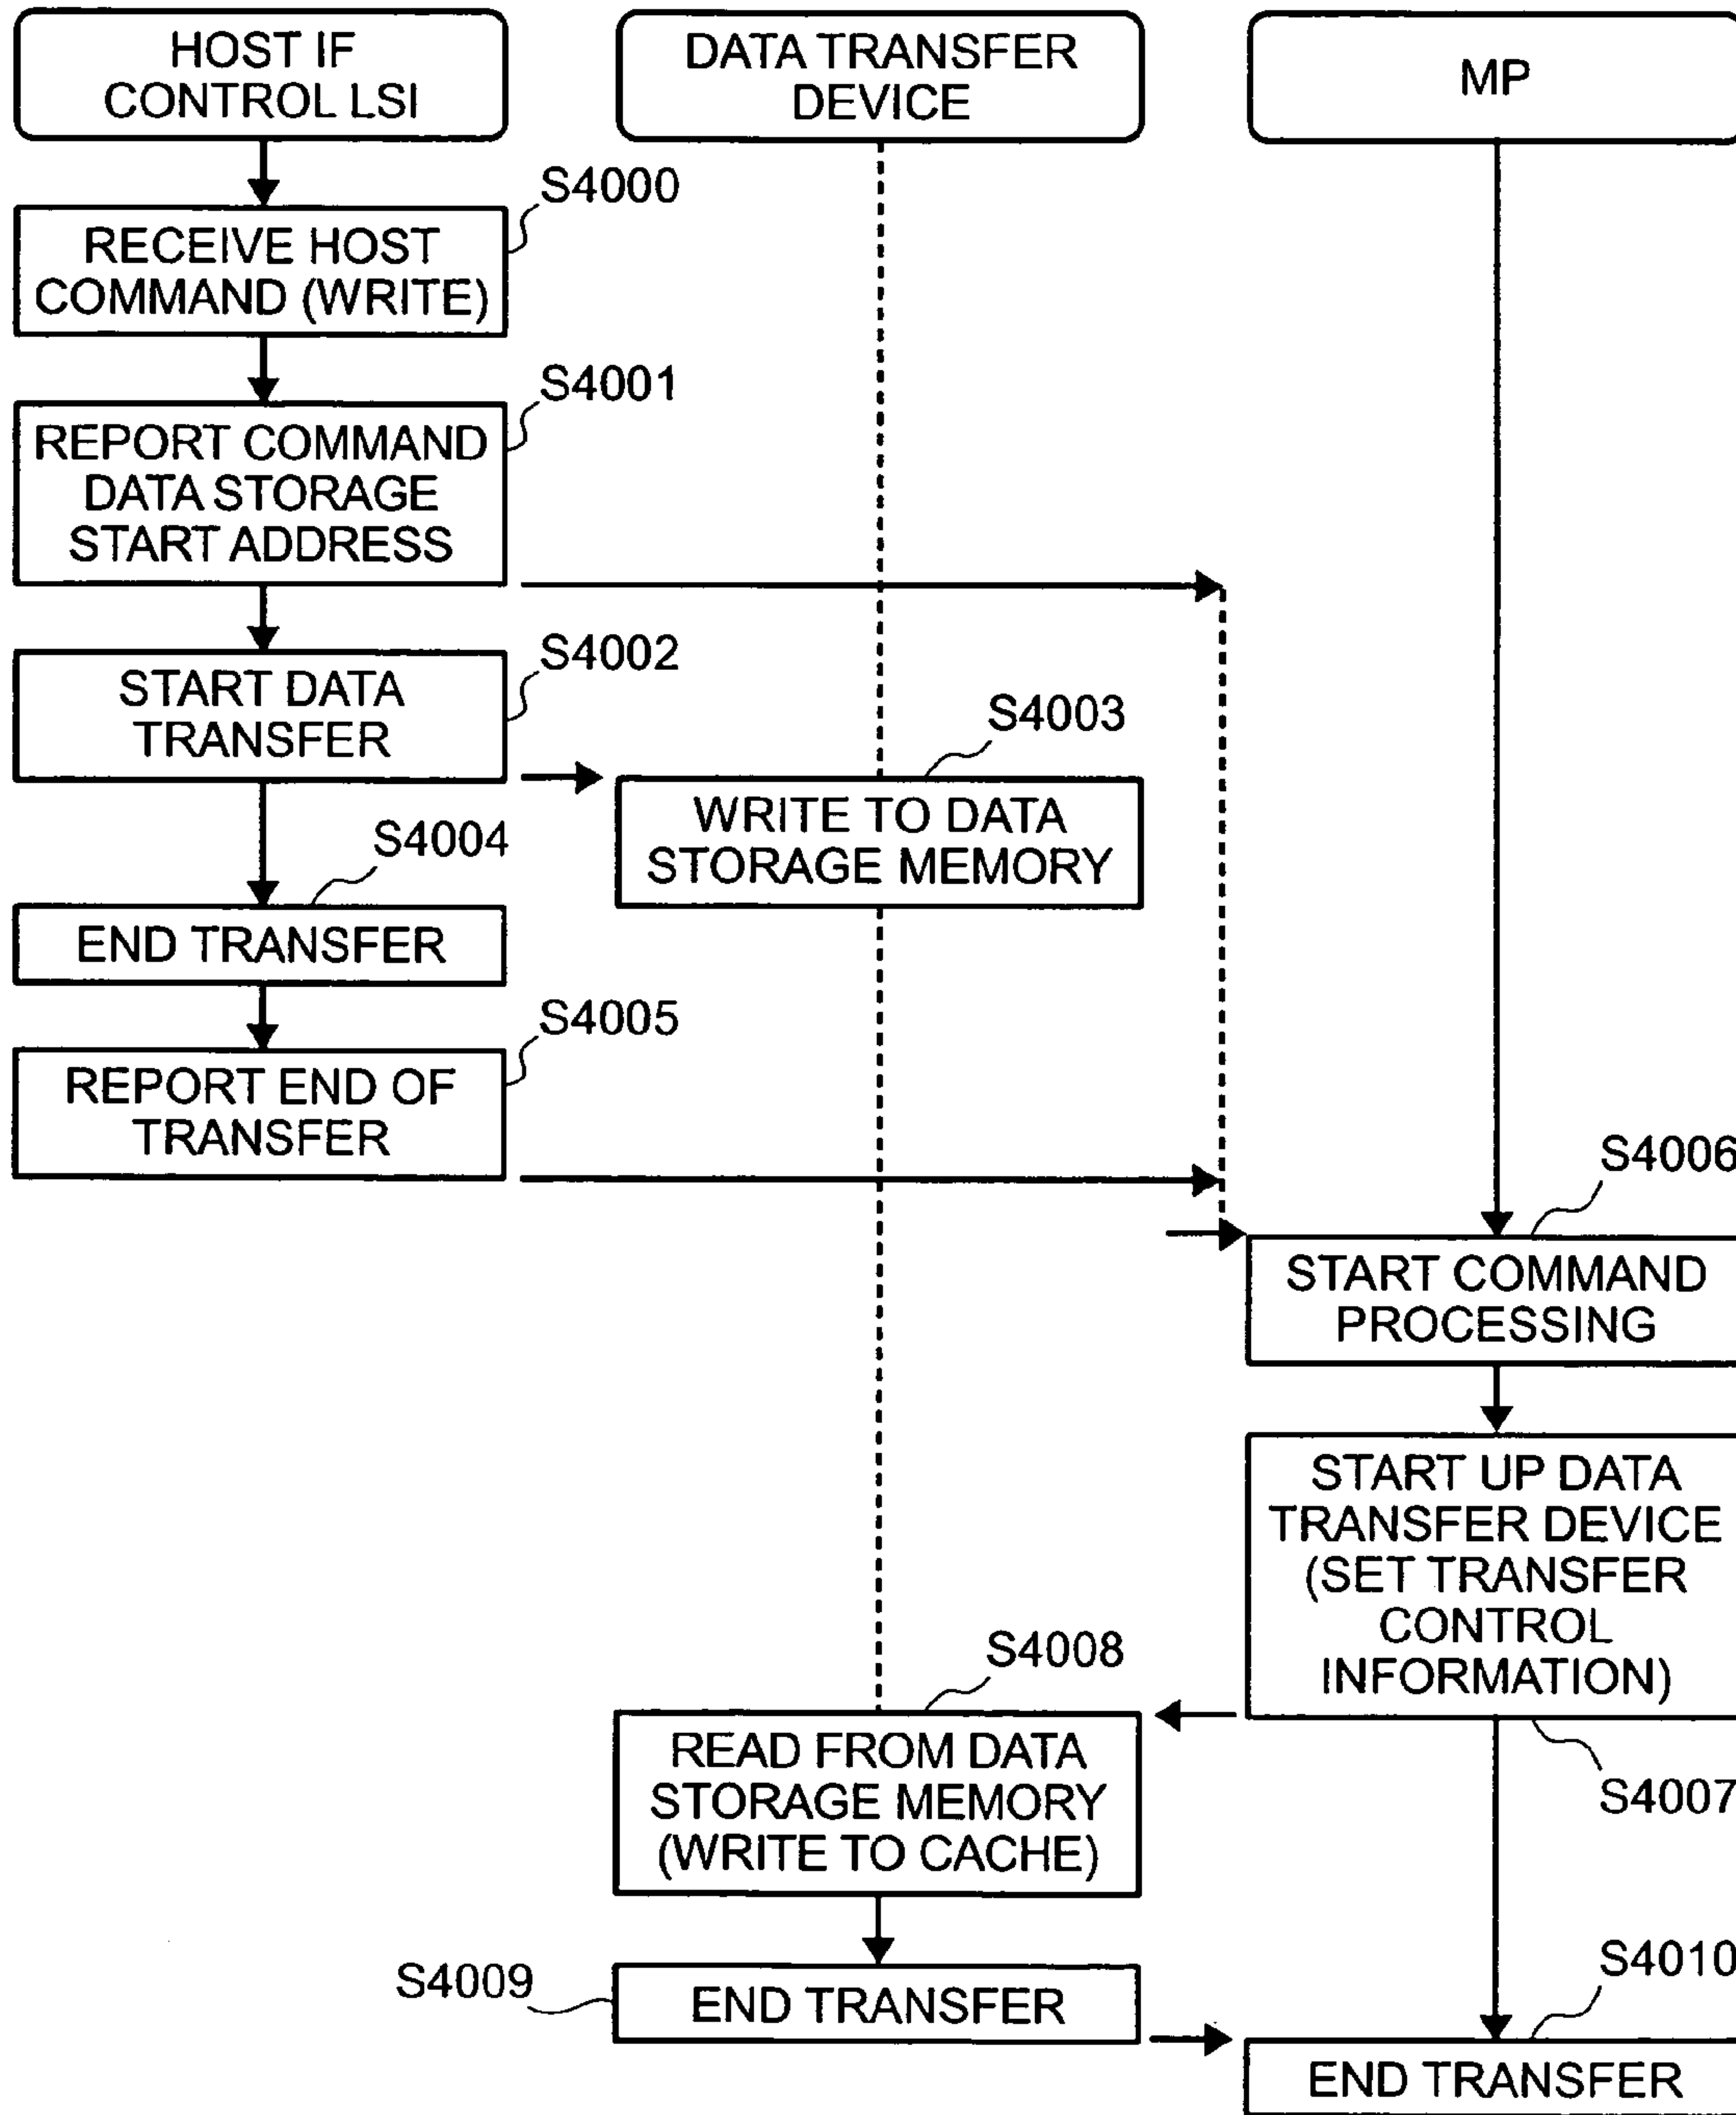 HOST IF
CONTROL LSI
DATA TRANSFER
DEVICE
MP
S4000
RECEIVE HOST
COMMAND (WRITE)
S4001
REPORT COMMAND
DATA STORAGE
START ADDRESS
S4002
START DATA
TRANSFER
S4003
WRITE TO DATA
STORAGE MEMORY
S4004
END TRANSFER
S4005
REPORT END OF
TRANSFER
S4006
START COMMAND
PROCESSING
START UP DATA
TRANSFER DEVICE
(SET TRANSFER
CONTROL
INFORMATION)
S4007
S4008
READ FROM DATA
STORAGE MEMORY
(WRITE TO CACHE)
S4009
END TRANSFER
S4010
END TRANSFER